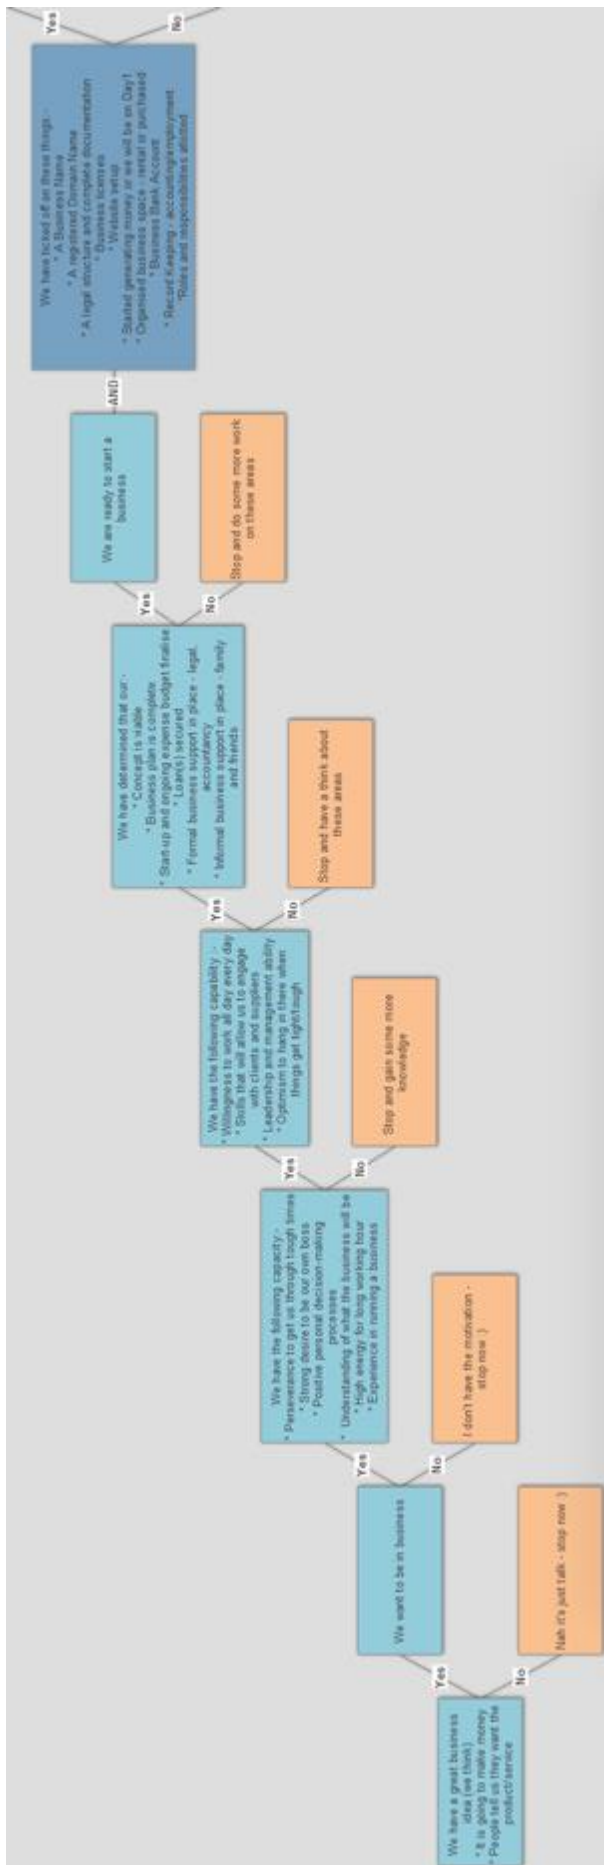 We have a great business
idea (we think)
* It is going to make money
* People tell us they want the
product/service
Yes
No
We want to be in business
Nah it's just talk - stop now :)
Yes
No
We have the following capacity -
* Perseverance to get us through tough times
* Strong desire to be our own boss
* Positive personal decision-making
processes
* Understanding of what the business will be
* High energy for long working hour
* Experience in running a business
I don't have the motivation -
stop now :)
Yes
No
We have the following capability :-
* Willingness to work all day every day
* Skills that will allow us to engage
with clients and suppliers
* Leadership and management ability
* Optimism to hang in there when
things get tight/tough
Stop and gain some more
knowledge
Yes
No
We have determined that our:-
* Concept is viable
* Business plan is complete
* Start-up and ongoing expense budget finalise
* Loan(s) secured
* Formal business support in place - legal,
accountancy
* Informal business support in place - family
and friends
Stop and have a think about
these areas
Yes
No
We are ready to start a
business
Stop and do some more work
on these areas
AND
We have ticked off on these things:-
* A Business Name
* A registered Domain Name
* A legal structure and complete documentation
* Business licenses
* Website setup
* Started generating money or we will be on Day1
* Organised business space - rental or purchased
* Business Bank Account
* Record Keeping - accounting/employment
*Roles and responsibilities allotted
Yes
No